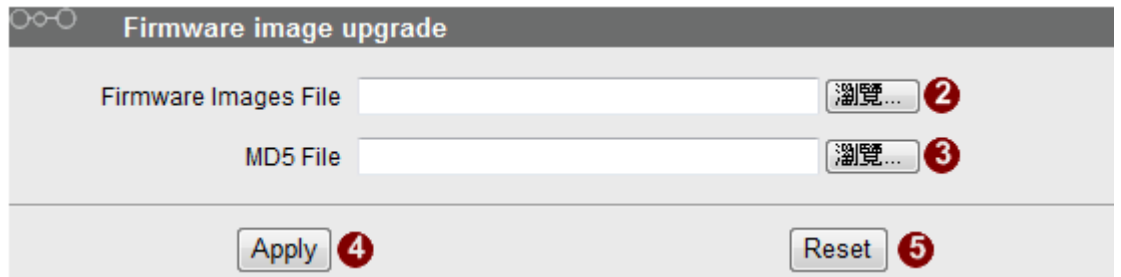 Firmware image upgrade
Firmware Images File 瀏覽... 2
MD5 File 瀏覽... 3
Apply 4 Reset 5